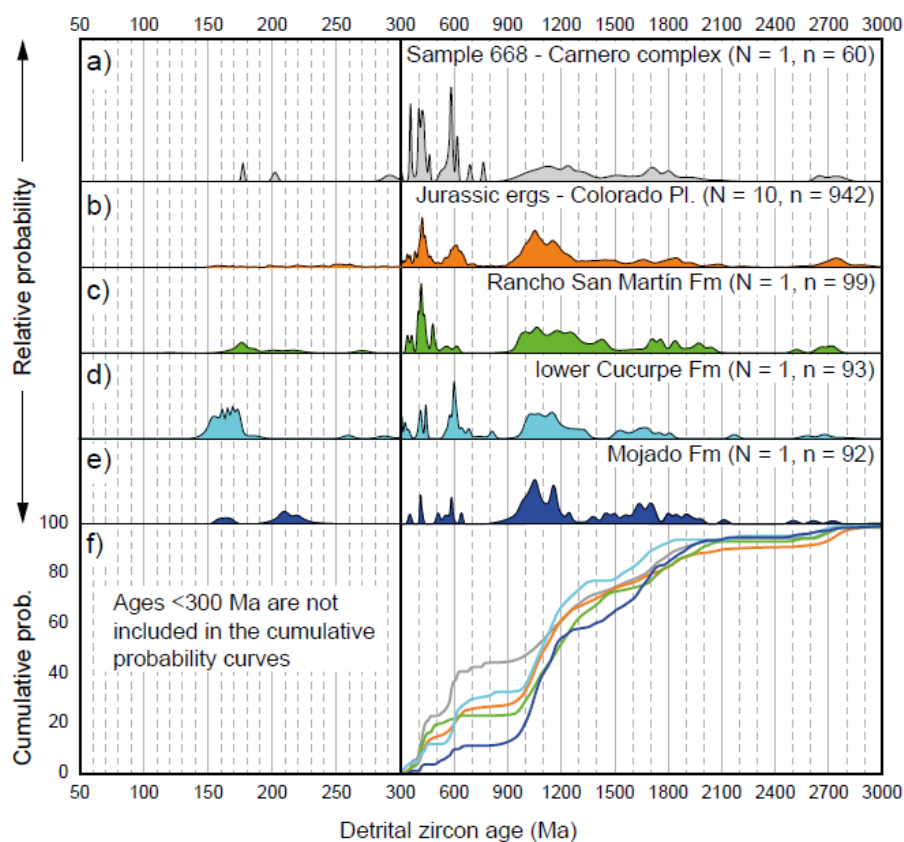 50 100 150 200 250 300 600 900 1200 1500 1800 2100 2400 2700 3000
a) Sample 668 - Carnero complex (N = 1, n = 60)
b) Jurassic ergs - Colorado Pl. (N = 10, n = 942)
c) Rancho San Martín Fm (N = 1, n = 99)
d) lower Cucurpe Fm (N = 1, n = 93)
e) Mojado Fm (N = 1, n = 92)
Relative probability
f)
100
80
60
40
20
0
Cumulative prob.
Ages <300 Ma are not
included in the cumulative
probability curves
50 100 150 200 300 600 900 1200 1500 1800 2100 2400 2700 3000
Detrital zircon age (Ma)